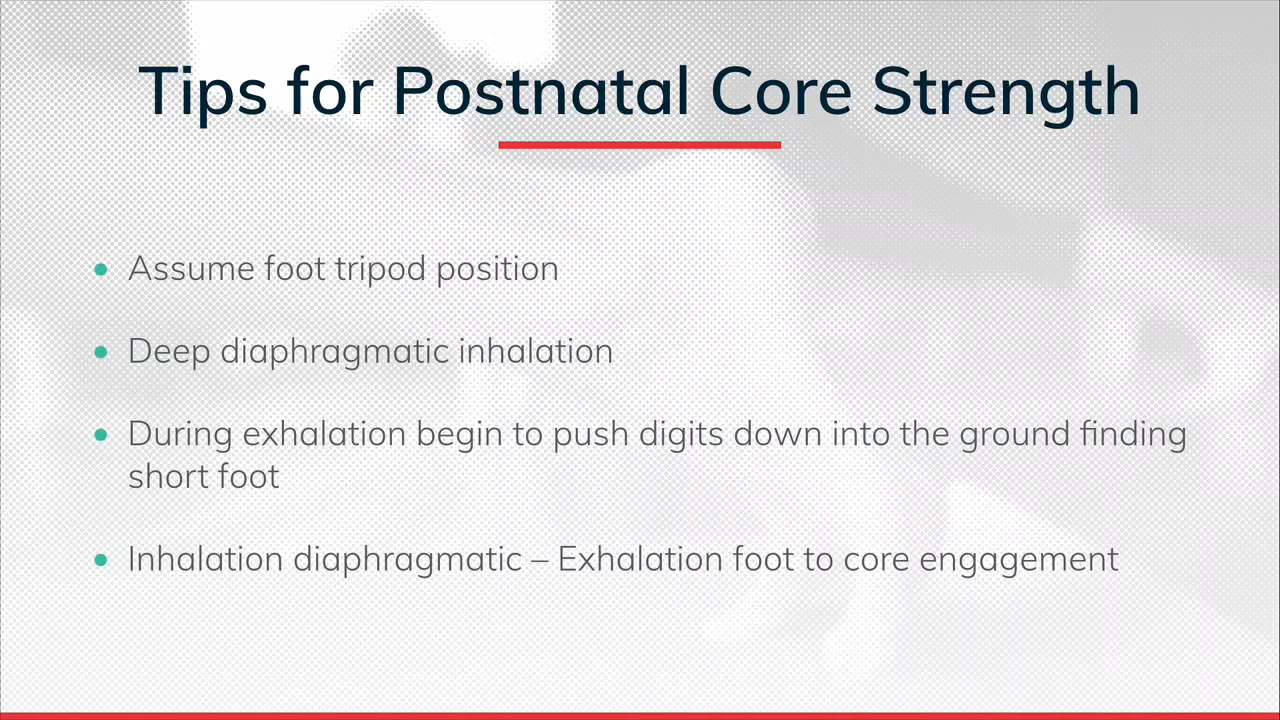 Tips for Postnatal Core Strength
• Assume foot tripod position
• Deep diaphragmatic inhalation
• During exhalation begin to push digits down into the ground finding
short foot
• Inhalation diaphragmatic – Exhalation foot to core engagement